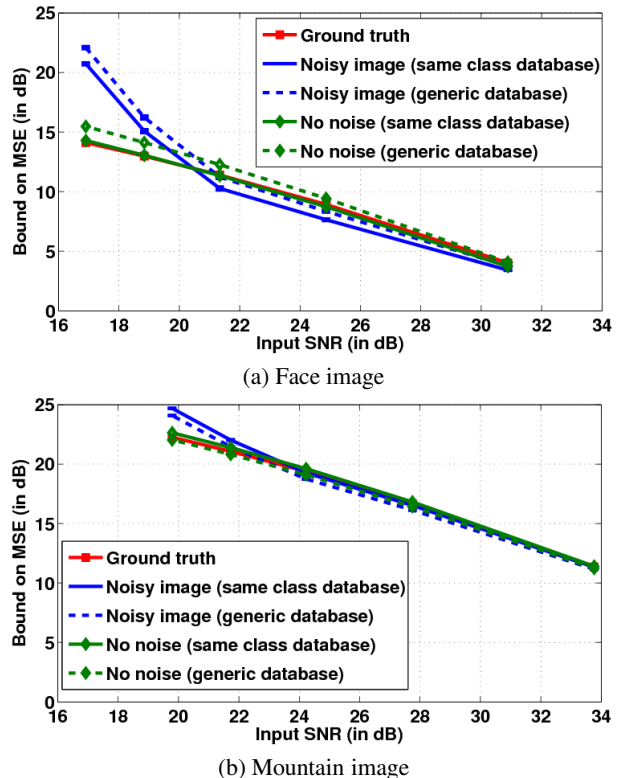 25
20
15
10
5
0
Bound on MSE (in dB)
Ground truth
Noisy image (same class database)
Noisy image (generic database)
No noise (same class database)
No noise (generic database)
16 18 20 22 24 26 28 30 32 34
Input SNR (in dB)
(a) Face image
25
20
15
10
5
0
Bound on MSE (in dB)
Ground truth
Noisy image (same class database)
Noisy image (generic database)
No noise (same class database)
No noise (generic database)
16 18 20 22 24 26 28 30 32 34
Input SNR (in dB)
(b) Mountain image